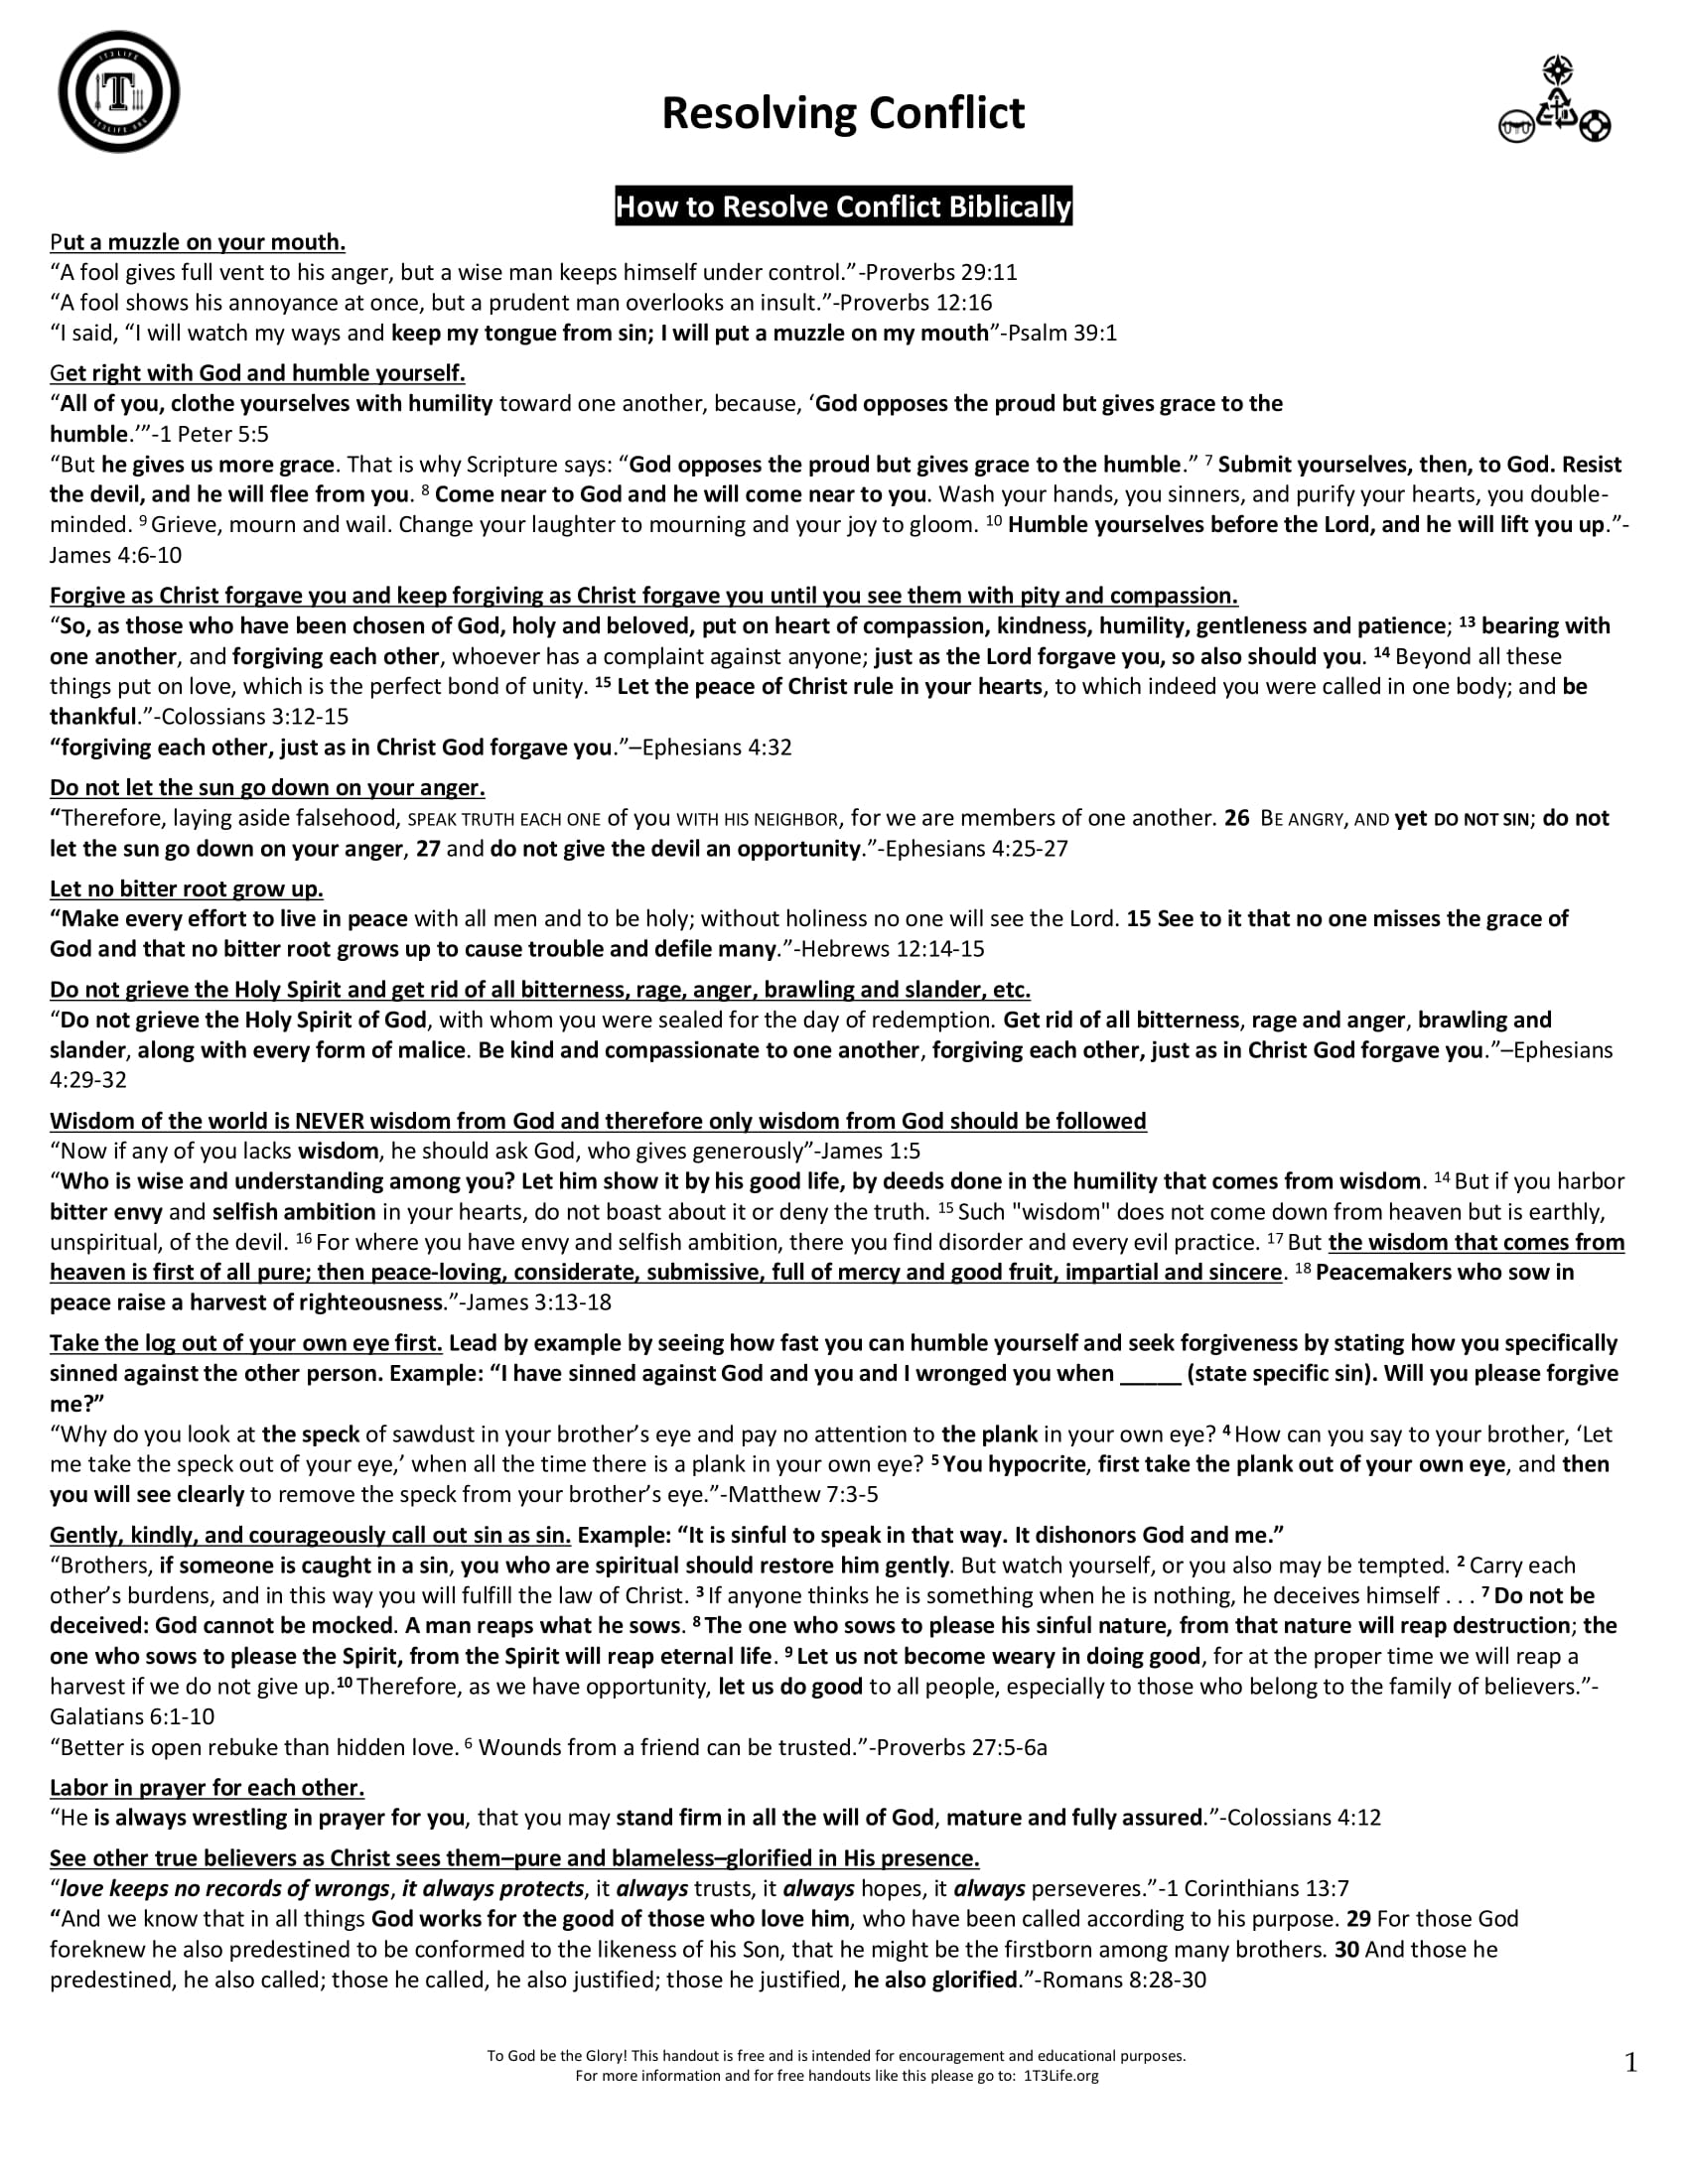 1T3LIFE
T
1T3LIFE.ORG
Resolving Conflict
How to Resolve Conflict Biblically
Put a muzzle on your mouth.
“A fool gives full vent to his anger, but a wise man keeps himself under control.”-Proverbs 29:11
“A fool shows his annoyance at once, but a prudent man overlooks an insult.”-Proverbs 12:16
“I said, “I will watch my ways and keep my tongue from sin; I will put a muzzle on my mouth”-Psalm 39:1
Get right with God and humble yourself.
“All of you, clothe yourselves with humility toward one another, because, ‘God opposes the proud but gives grace to the
humble.’”-1 Peter 5:5
“But he gives us more grace. That is why Scripture says: “God opposes the proud but gives grace to the humble.” 7 Submit yourselves, then, to God. Resist
the devil, and he will flee from you. 8 Come near to God and he will come near to you. Wash your hands, you sinners, and purify your hearts, you double-
minded. 9 Grieve, mourn and wail. Change your laughter to mourning and your joy to gloom. 10 Humble yourselves before the Lord, and he will lift you up.”-
James 4:6-10
Forgive as Christ forgave you and keep forgiving as Christ forgave you until you see them with pity and compassion.
“So, as those who have been chosen of God, holy and beloved, put on heart of compassion, kindness, humility, gentleness and patience; 13 bearing with
one another, and forgiving each other, whoever has a complaint against anyone; just as the Lord forgave you, so also should you. 14 Beyond all these
things put on love, which is the perfect bond of unity. 15 Let the peace of Christ rule in your hearts, to which indeed you were called in one body; and be
thankful.”-Colossians 3:12-15
“forgiving each other, just as in Christ God forgave you.”–Ephesians 4:32
Do not let the sun go down on your anger.
“Therefore, laying aside falsehood, SPEAK TRUTH EACH ONE of you WITH HIS NEIGHBOR, for we are members of one another. 26 BE ANGRY, AND yet DO NOT SIN; do not
let the sun go down on your anger, 27 and do not give the devil an opportunity.”-Ephesians 4:25-27
Let no bitter root grow up.
“Make every effort to live in peace with all men and to be holy; without holiness no one will see the Lord. 15 See to it that no one misses the grace of
God and that no bitter root grows up to cause trouble and defile many.”-Hebrews 12:14-15
Do not grieve the Holy Spirit and get rid of all bitterness, rage, anger, brawling and slander, etc.
“Do not grieve the Holy Spirit of God, with whom you were sealed for the day of redemption. Get rid of all bitterness, rage and anger, brawling and
slander, along with every form of malice. Be kind and compassionate to one another, forgiving each other, just as in Christ God forgave you.”–Ephesians
4:29-32
Wisdom of the world is NEVER wisdom from God and therefore only wisdom from God should be followed
“Now if any of you lacks wisdom, he should ask God, who gives generously”-James 1:5
“Who is wise and understanding among you? Let him show it by his good life, by deeds done in the humility that comes from wisdom. 14 But if you harbor
bitter envy and selfish ambition in your hearts, do not boast about it or deny the truth. 15 Such "wisdom" does not come down from heaven but is earthly,
unspiritual, of the devil. 16 For where you have envy and selfish ambition, there you find disorder and every evil practice. 17 But the wisdom that comes from
heaven is first of all pure; then peace-loving, considerate, submissive, full of mercy and good fruit, impartial and sincere. 18 Peacemakers who sow in
peace raise a harvest of righteousness.”-James 3:13-18
Take the log out of your own eye first. Lead by example by seeing how fast you can humble yourself and seek forgiveness by stating how you specifically
sinned against the other person. Example: “I have sinned against God and you and I wronged you when _____ (state specific sin). Will you please forgive
me?”
“Why do you look at the speck of sawdust in your brother’s eye and pay no attention to the plank in your own eye? 4 How can you say to your brother, ‘Let
me take the speck out of your eye,’ when all the time there is a plank in your own eye? 5 You hypocrite, first take the plank out of your own eye, and then
you will see clearly to remove the speck from your brother’s eye.”-Matthew 7:3-5
Gently, kindly, and courageously call out sin as sin. Example: “It is sinful to speak in that way. It dishonors God and me.”
“Brothers, if someone is caught in a sin, you who are spiritual should restore him gently. But watch yourself, or you also may be tempted. 2 Carry each
other’s burdens, and in this way you will fulfill the law of Christ. 3 If anyone thinks he is something when he is nothing, he deceives himself . . . 7 Do not be
deceived: God cannot be mocked. A man reaps what he sows. 8 The one who sows to please his sinful nature, from that nature will reap destruction; the
one who sows to please the Spirit, from the Spirit will reap eternal life. 9 Let us not become weary in doing good, for at the proper time we will reap a
harvest if we do not give up.10 Therefore, as we have opportunity, let us do good to all people, especially to those who belong to the family of believers.”-
Galatians 6:1-10
“Better is open rebuke than hidden love. 6 Wounds from a friend can be trusted.”-Proverbs 27:5-6a
Labor in prayer for each other.
“He is always wrestling in prayer for you, that you may stand firm in all the will of God, mature and fully assured.”-Colossians 4:12
See other true believers as Christ sees them–pure and blameless–glorified in His presence.
“love keeps no records of wrongs, it always protects, it always trusts, it always hopes, it always perseveres.”-1 Corinthians 13:7
“And we know that in all things God works for the good of those who love him, who have been called according to his purpose. 29 For those God
foreknew he also predestined to be conformed to the likeness of his Son, that he might be the firstborn among many brothers. 30 And those he
predestined, he also called; those he called, he also justified; those he justified, he also glorified.”-Romans 8:28-30
To God be the Glory! This handout is free and is intended for encouragement and educational purposes.
For more information and for free handouts like this please go to: 1T3Life.org
1